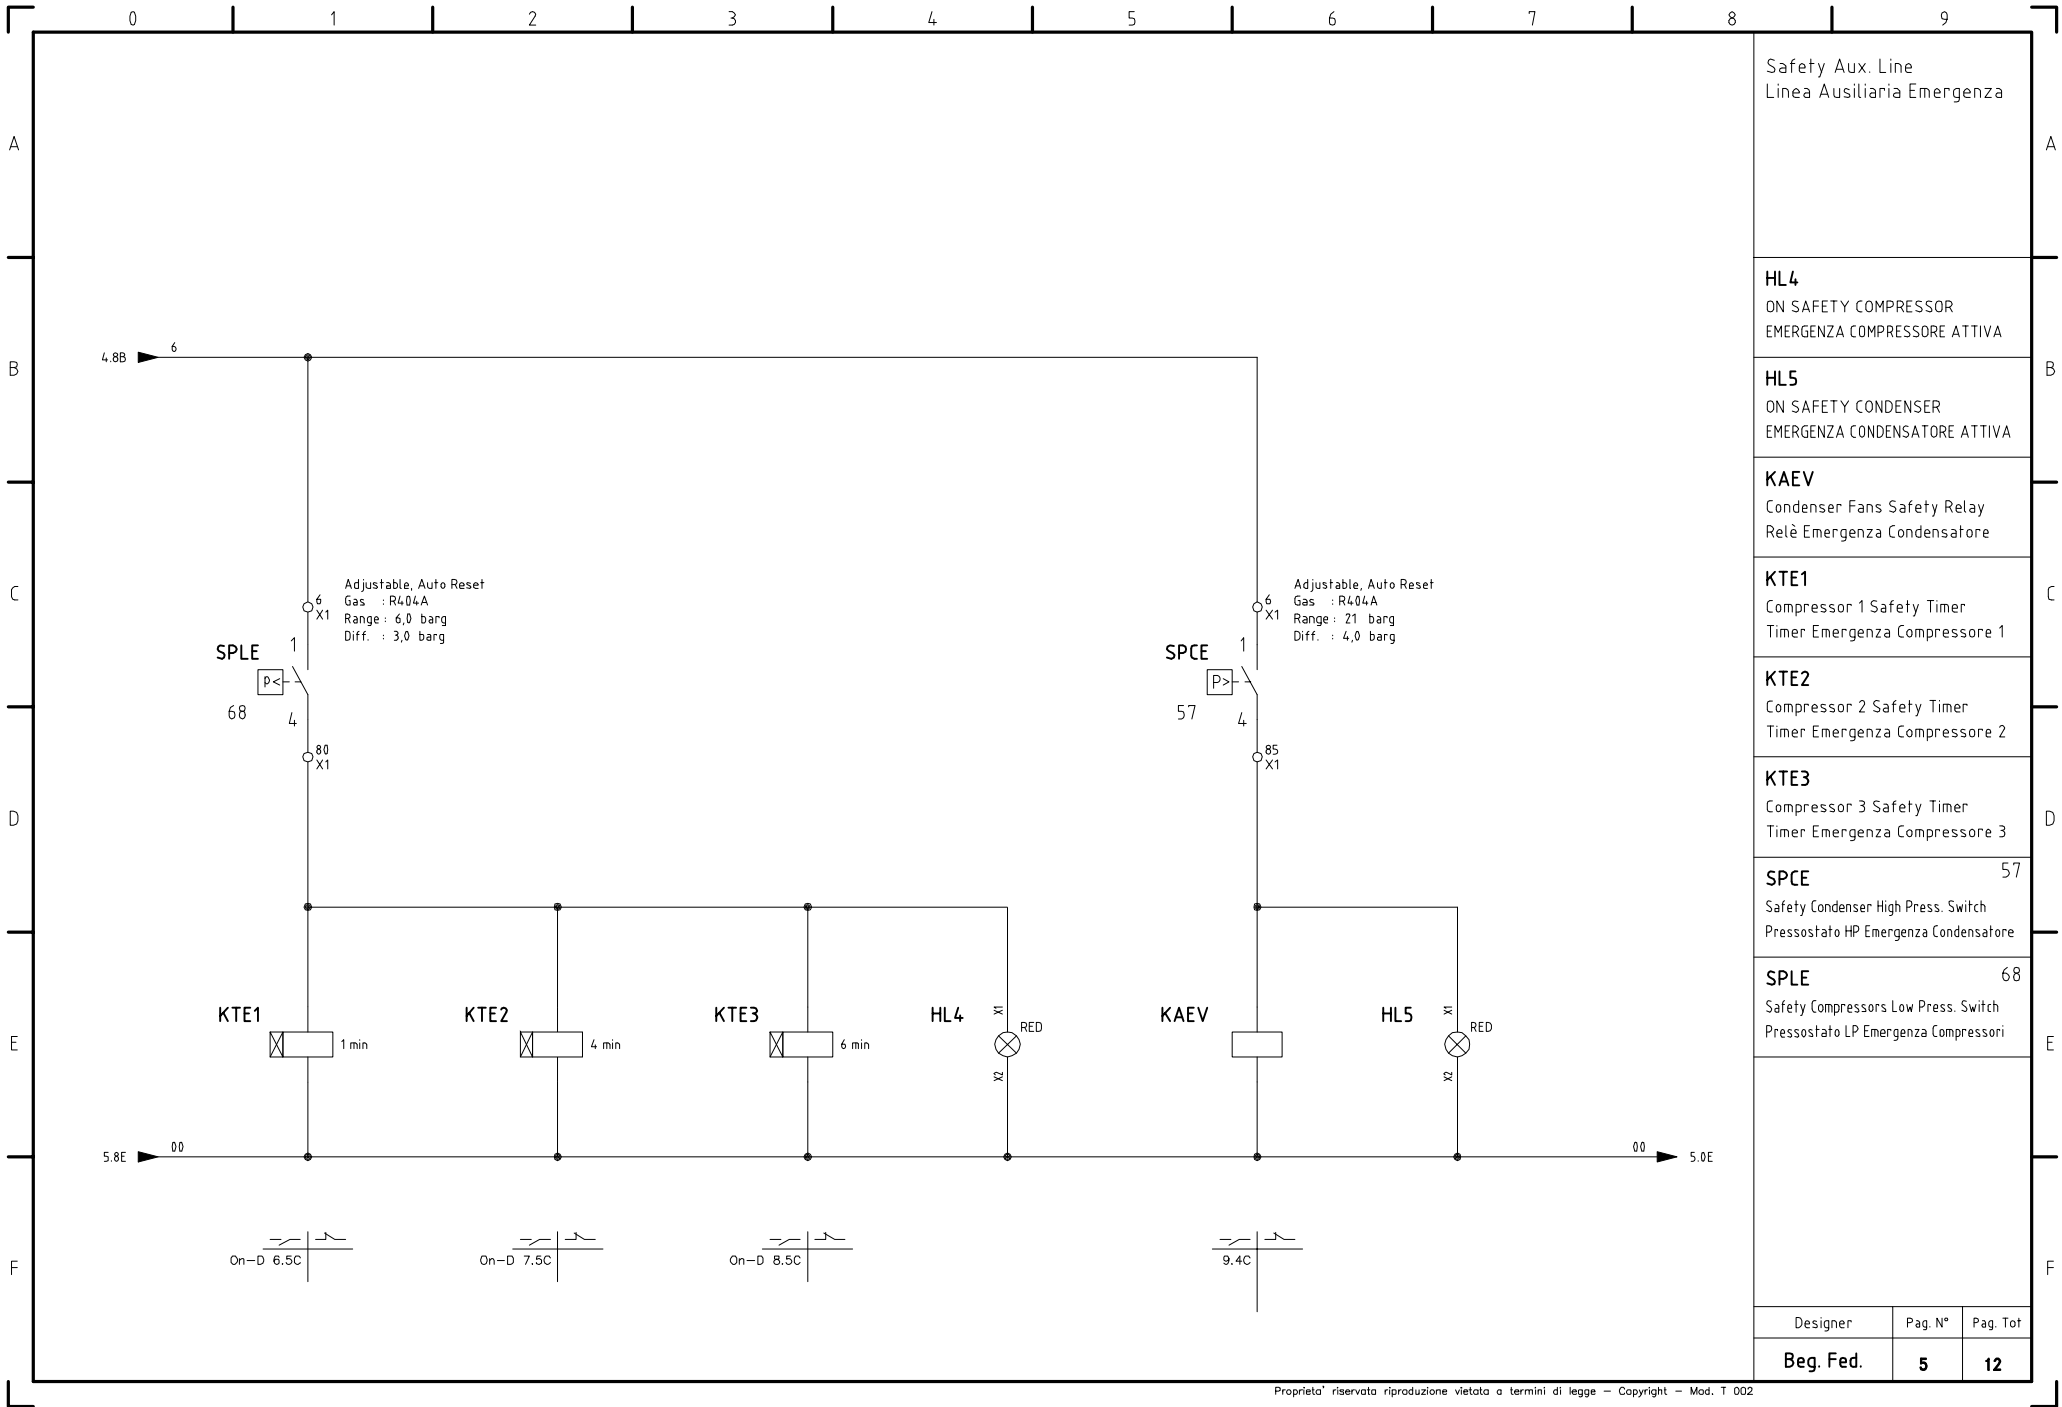 0 1 2 3 4 5 6 7 8 9
Safety Aux. Line
Linea Ausiliaria Emergenza
A A
HL4
ON SAFETY COMPRESSOR
EMERGENZA COMPRESSORE ATTIVA
4.8B 6
B B
HL5
ON SAFETY CONDENSER
EMERGENZA CONDENSATORE ATTIVA
KAEV
Condenser Fans Safety Relay
Relè Emergenza Condensatore
C C
KTE1
Compressor 1 Safety Timer
Timer Emergenza Compressore 1
6
X1
Adjustable, Auto Reset
Gas : R404A
Range : 6,0 barg
Diff. : 3,0 barg
1
SPLE
P<
68
4
80
X1
6
X1
Adjustable, Auto Reset
Gas : R404A
Range : 21 barg
Diff. : 4,0 barg
1
SPCE
P>
57
4
85
X1
KTE2
Compressor 2 Safety Timer
Timer Emergenza Compressore 2
D D
KTE3
Compressor 3 Safety Timer
Timer Emergenza Compressore 3
SPCE 57
Safety Condenser High Press. Switch
Pressostato HP Emergenza Condensatore
SPLE 68
Safety Compressors Low Press. Switch
Pressostato LP Emergenza Compressori
E E
KTE1
1 min
KTE2
4 min
KTE3
6 min
HL4
X1
RED
X2
KAEV
HL5
X1
RED
X2
5.8E 00
00 5.0E
F F
On-D 6.5C
On-D 7.5C
On-D 8.5C
9.4C
Designer Pag. N° Pag. Tot
Beg. Fed. 5 12
Proprieta' riservata riproduzione vietata a termini di legge - Copyright - Mod. T 002